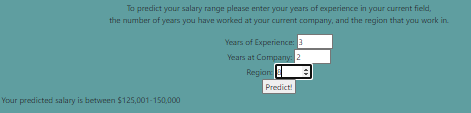 To predict your salary range please enter your years of experience in your current field,
the number of years you have worked at your current company, and the region that you work in.
Years of Experience: 3
Years at Company: 2
Region:
Predict!
Your predicted salary is between $125,001-150,000